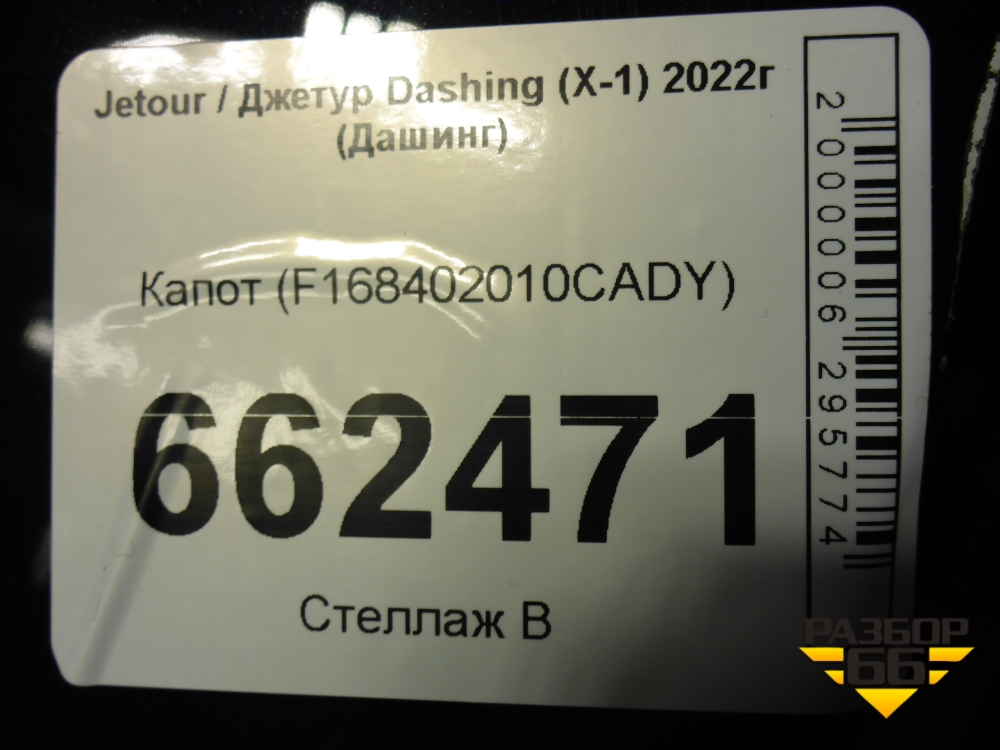 Jetour / Джетур Dashing (X-1) 2022г
(Дашинг)
Капот (F168402010CADY)
662471
Стеллаж В
2 000006 295774
РАЗБОР
66